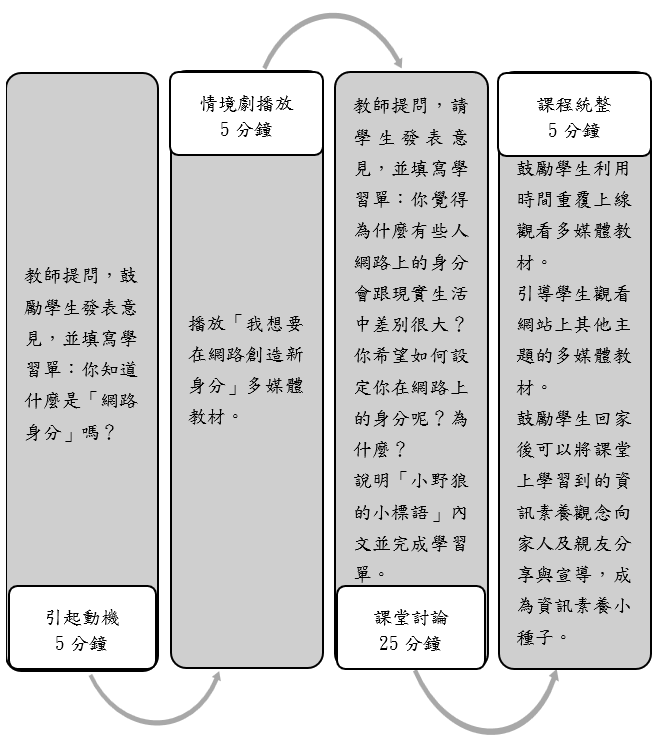 教師提問，鼓
勵學生發表意
見，並填寫學
習單：你知道
什麼是「網路
身分」嗎？
引起動機
5 分鐘
情境劇播放
5 分鐘
播放「我想要
在網路創造新
身分」多媒體
教材。
教師提問，請
學生發表意
見，並填寫學
習單：你覺得
為什麼有些人
網路上的身分
會跟現實生活
中差別很大？
你希望如何設
定你在網路上
的身分呢？為
什麼？
說明「小野狼
的小標語」內
文並完成學習
單。
課堂討論
25 分鐘
課程統整
5 分鐘
鼓勵學生利用
時間重覆上線
觀看多媒體教
材。
引導學生觀看
網站上其他主
題的多媒體教
材。
鼓勵學生回家
後可以將課堂
上學習到的資
訊素養觀念向
家人及親友分
享與宣導，成
為資訊素養小
種子。